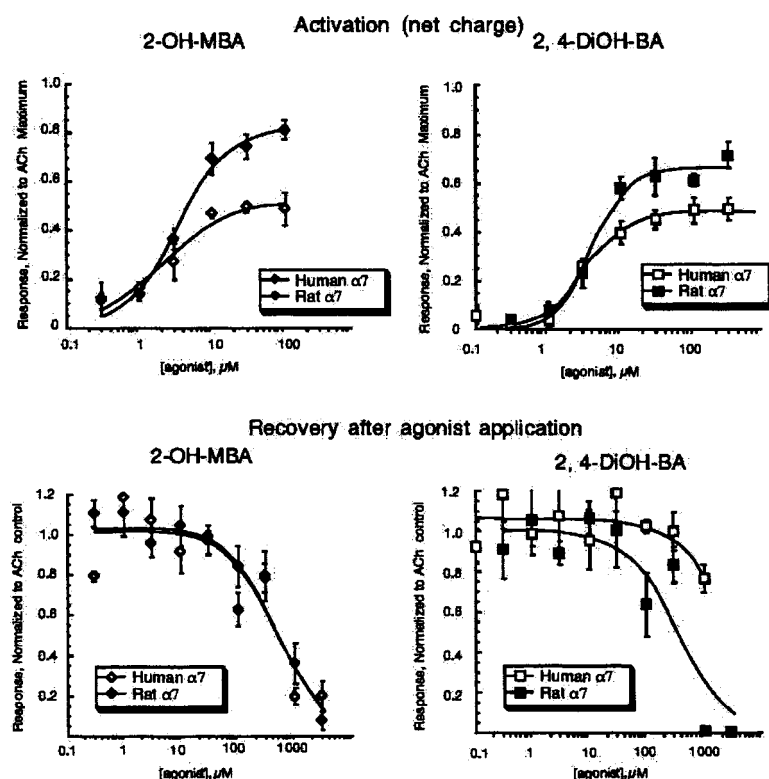 Activation (net charge)
2-OH-MBA
2, 4-DiOH-BA
Response, Normalized to ACh Maximum
1.0
0.8
0.6
0.4
0.2
0
Human α7
Rat α7
0.1
1
10
100
[agonist], µM
Response, Normalized to ACh Maximum
1.0
0.8
0.6
0.4
0.2
0
Human α7
Rat α7
0.1
1
10
100
[agonist], µM
Recovery after agonist application
2-OH-MBA
2, 4-DiOH-BA
Response, Normalized to ACh control
1.2
1.0
0.8
0.6
0.4
0.2
Human α7
Rat α7
0.1
1
10
100
1000
[agonist], µM
Response, Normalized to ACh control
1.2
1.0
0.8
0.6
0.4
0.2
Human α7
Rat α7
0.1
1
10
100
1000
[agonist], µM